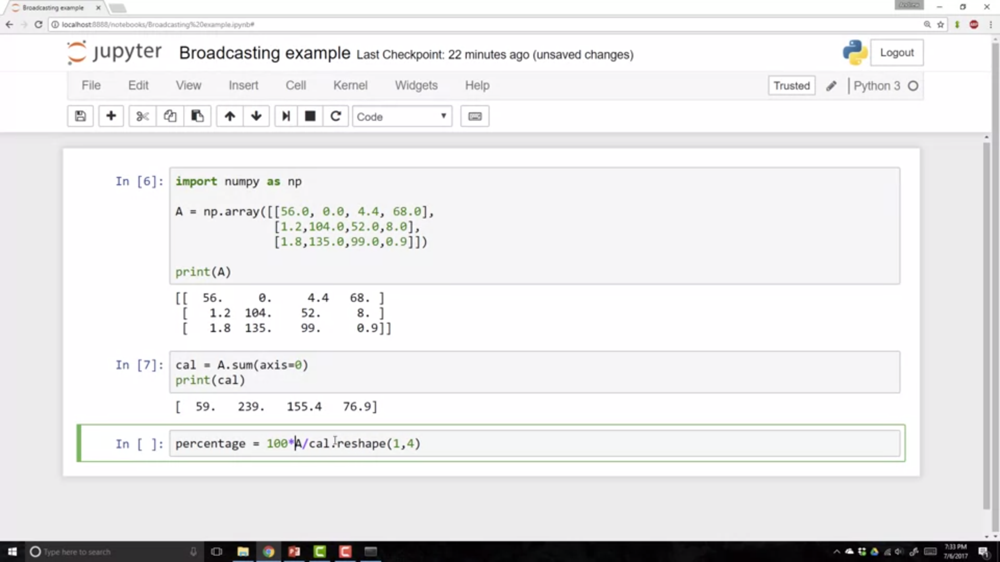 Broadcasting example
Andrew
localhost:8888/notebooks/Broadcasting%20example.ipynb#
jupyter Broadcasting example Last Checkpoint: 22 minutes ago (unsaved changes)
Logout
File Edit View Insert Cell Kernel Widgets Help
Trusted Python 3
Code
In [6]: import numpy as np
A = np.array([[56.0, 0.0, 4.4, 68.0],
[1.2,104.0,52.0,8.0],
[1.8,135.0,99.0,0.9]])
print(A)
[[ 56. 0. 4.4 68. ]
[ 1.2 104. 52. 8. ]
[ 1.8 135. 99. 0.9]]
In [7]: cal = A.sum(axis=0)
print(cal)
[ 59. 239. 155.4 76.9]
In [ ]: percentage = 100*A/cal.reshape(1,4)
Type here to search
7:33 PM
7/6/2017